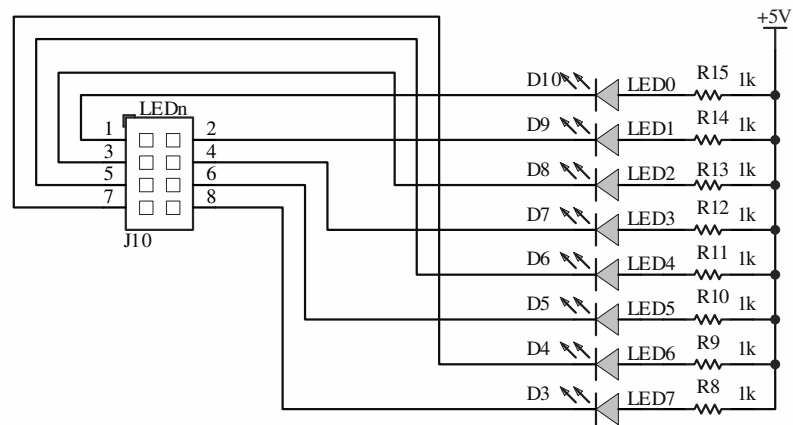 +5V
D10 LED0 R15 1k
LEDn
1 2 D9 LED1 R14 1k
3 4 D8 LED2 R13 1k
5 6 D7 LED3 R12 1k
7 8 D6 LED4 R11 1k
J10
D5 LED5 R10 1k
D4 LED6 R9 1k
D3 LED7 R8 1k